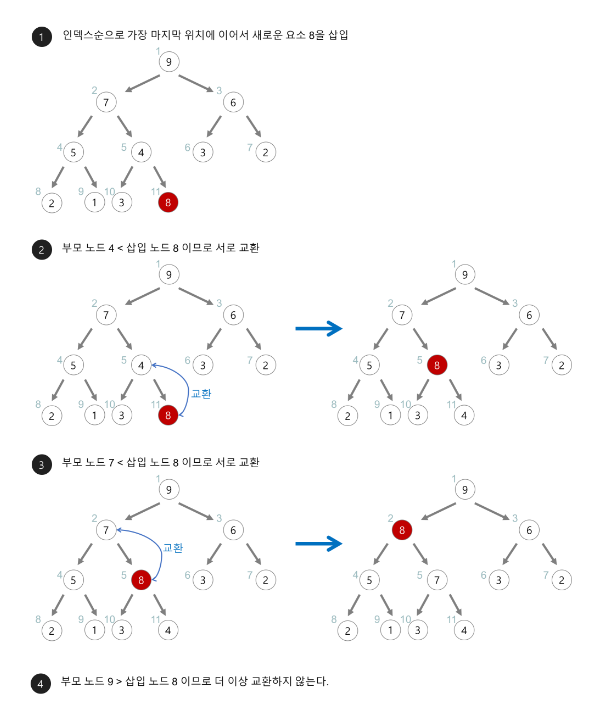 1 인덱스순으로 가장 마지막 위치에 이어서 새로운 요소 8을 삽입
1
9
2 3
7 6
4 5 6 7
5 4 3 2
8 9 10 11
2 1 3 8
2 부모 노드 4 < 삽입 노드 8 이므로 서로 교환
1 1
9 9
2 3 2 3
7 6 7 6
4 5 6 7 4 5 6 7
5 4 3 2 5 8 3 2
교환
8 9 10 11 8 9 10 11
2 1 3 8 2 1 3 4
3 부모 노드 7 < 삽입 노드 8 이므로 서로 교환
1 1
9 9
2 3 2 3
7 6 8 6
교환
4 5 6 7 4 5 6 7
5 8 3 2 5 7 3 2
8 9 10 11 8 9 10 11
2 1 3 4 2 1 3 4
4 부모 노드 9 > 삽입 노드 8 이므로 더 이상 교환하지 않는다.